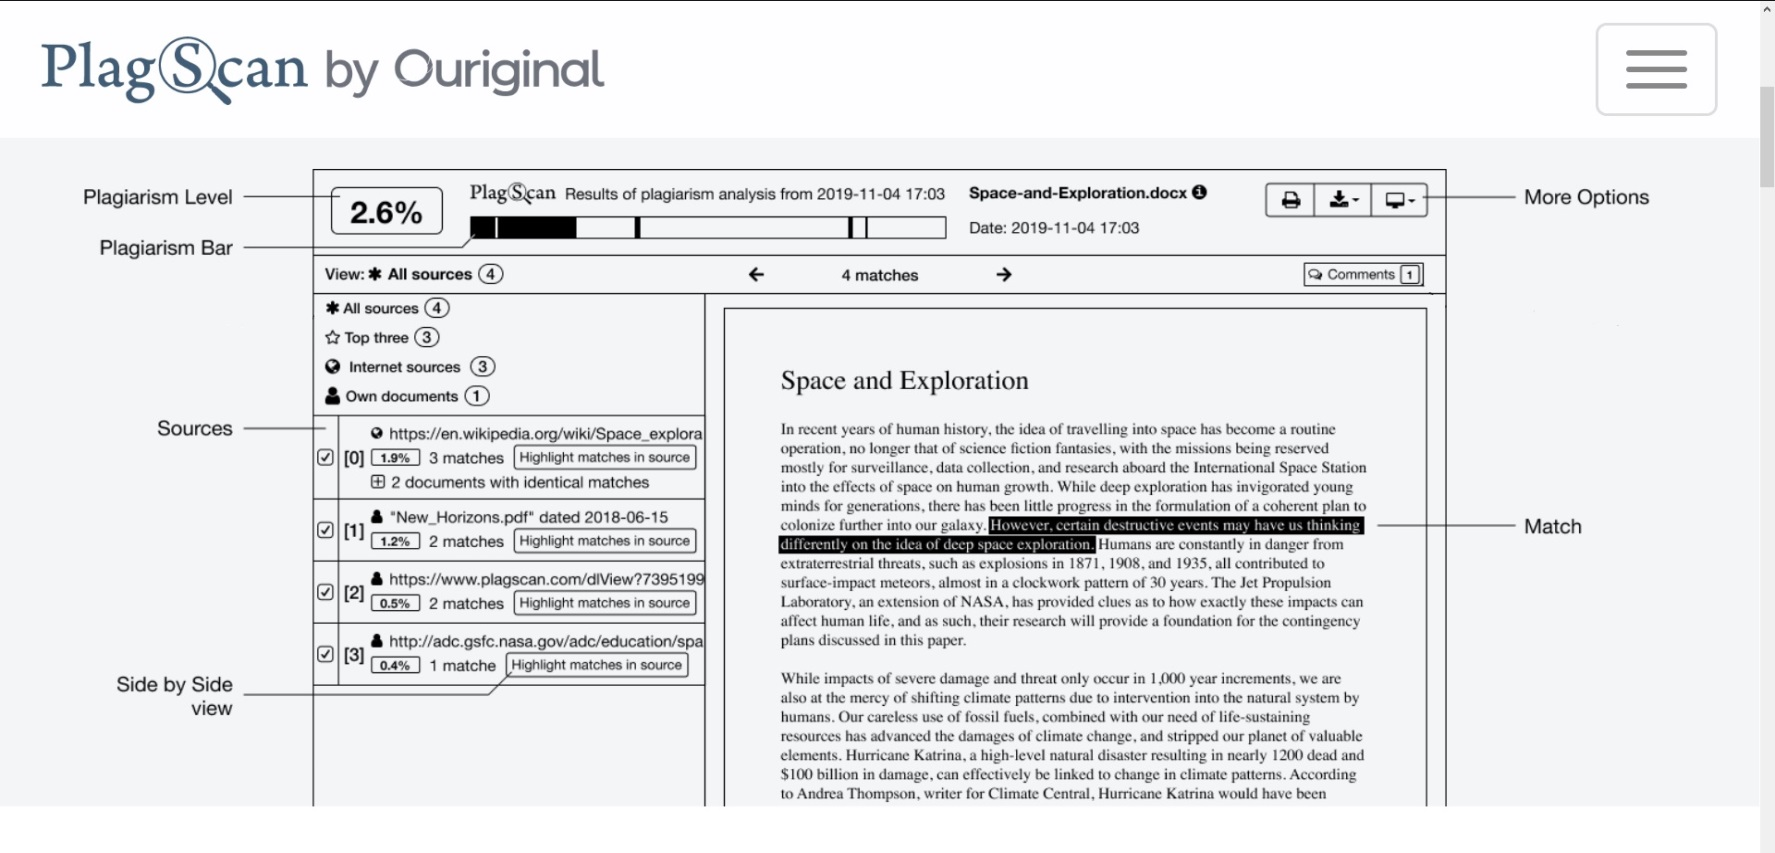 PlagScan by Ouriginal
Plagiarism Level
2.6%
PlagScan Results of plagiarism analysis from 2019-11-04 17:03
Space-and-Exploration.docx
More Options
Plagiarism Bar
Date: 2019-11-04 17:03
View: ✱ All sources 4
4 matches
Comments 1
✱ All sources 4
Top three 3
Internet sources 3
Own documents 1
Sources
https://en.wikipedia.org/wiki/Space_explora
[0] 1.9% 3 matches Highlight matches in source
2 documents with identical matches
"New_Horizons.pdf" dated 2018-06-15
[1] 1.2% 2 matches Highlight matches in source
https://www.plagscan.com/dlView?7395199
[2] 0.5% 2 matches Highlight matches in source
http://adc.gsfc.nasa.gov/adc/education/spa
[3] 0.4% 1 matche Highlight matches in source
Side by Side
view
Space and Exploration
In recent years of human history, the idea of travelling into space has become a routine
operation, no longer that of science fiction fantasies, with the missions being reserved
mostly for surveillance, data collection, and research aboard the International Space Station
into the effects of space on human growth. While deep exploration has invigorated young
minds for generations, there has been little progress in the formulation of a coherent plan to
colonize further into our galaxy. However, certain destructive events may have us thinking
differently on the idea of deep space exploration. Humans are constantly in danger from
extraterrestrial threats, such as explosions in 1871, 1908, and 1935, all contributed to
surface-impact meteors, almost in a clockwork pattern of 30 years. The Jet Propulsion
Laboratory, an extension of NASA, has provided clues as to how exactly these impacts can
affect human life, and as such, their research will provide a foundation for the contingency
plans discussed in this paper.
While impacts of severe damage and threat only occur in 1,000 year increments, we are
also at the mercy of shifting climate patterns due to intervention into the natural system by
humans. Our careless use of fossil fuels, combined with our need of life-sustaining
resources has advanced the damages of climate change, and stripped our planet of valuable
elements. Hurricane Katrina, a high-level natural disaster resulting in nearly 1200 dead and
$100 billion in damage, can effectively be linked to change in climate patterns. According
to Andrea Thompson, writer for Climate Central, Hurricane Katrina would have been
Match